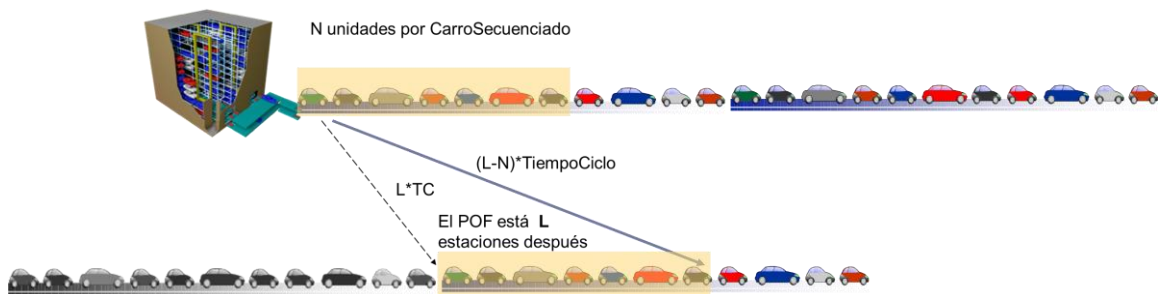 N unidades por CarroSecuenciado
(L-N)*TiempoCiclo
L*TC
El POF está L
estaciones después